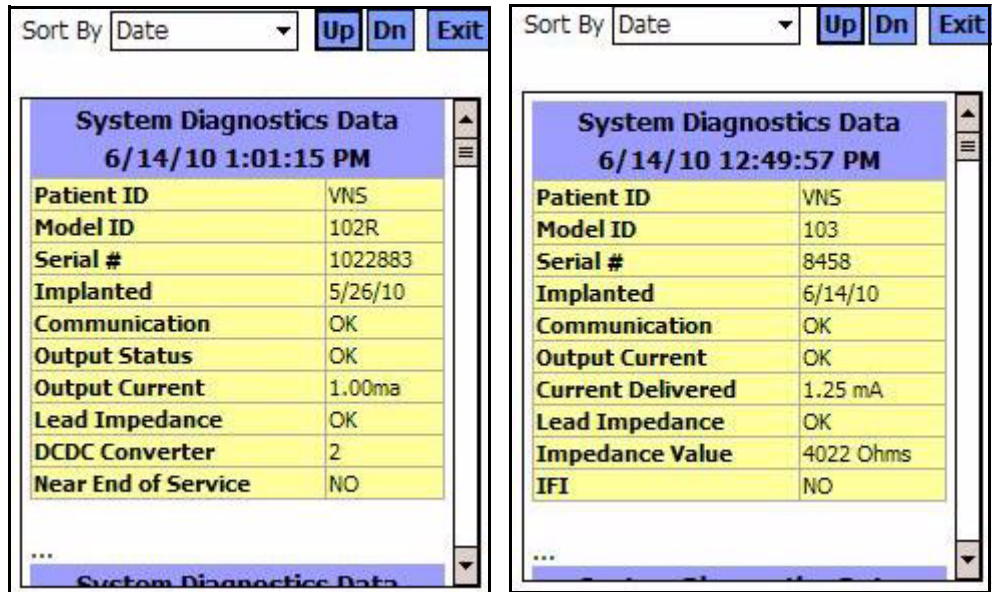 Sort By Date Up Dn Exit
System Diagnostics Data
6/14/10 1:01:15 PM
Patient ID VNS
Model ID 102R
Serial # 1022883
Implanted 5/26/10
Communication OK
Output Status OK
Output Current 1.00ma
Lead Impedance OK
DCDC Converter 2
Near End of Service NO
...
System Diagnostics Data
Sort By Date Up Dn Exit
System Diagnostics Data
6/14/10 12:49:57 PM
Patient ID VNS
Model ID 103
Serial # 8458
Implanted 6/14/10
Communication OK
Output Current OK
Current Delivered 1.25 mA
Lead Impedance OK
Impedance Value 4022 Ohms
IFI NO
...